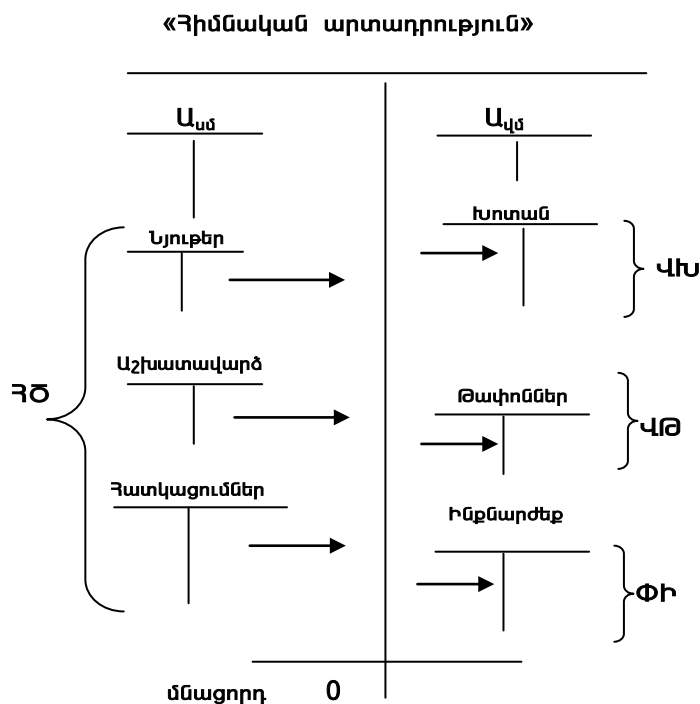 «Հիմնական արտադրություն»
Ասմ
Ավմ
Խոտան
Նյութեր
ՎԽ
Աշխատավարձ
ՀԾ
Թափոններ
ՎԹ
Հատկացումներ
Ինքնարժեք
ՓԻ
մնացորդ 0